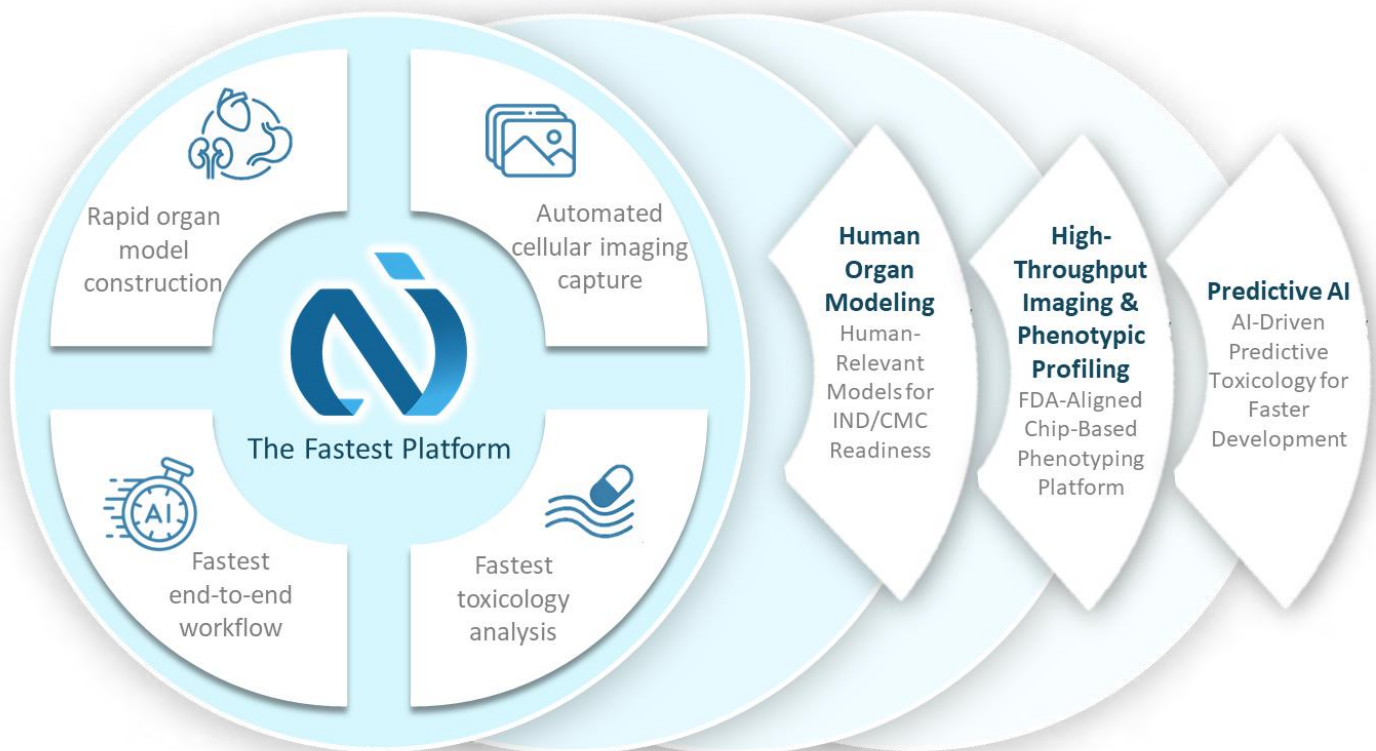 Rapid organ
model
construction
Automated
cellular imaging
capture
The Fastest Platform
AI
Fastest
end-to-end
workflow
Fastest
toxicology
analysis
Human
Organ
Modeling
Human-
Relevant
Models for
IND/CMC
Readiness
High-
Throughput
Imaging &
Phenotypic
Profiling
FDA-Aligned
Chip-Based
Phenotyping
Platform
Predictive AI
AI-Driven
Predictive
Toxicology for
Faster
Development